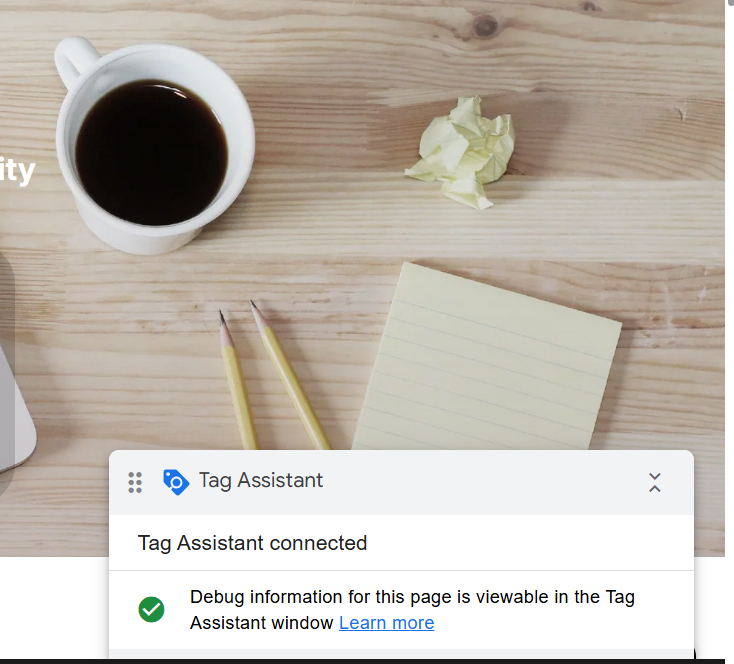 ity
Tag Assistant
Tag Assistant connected
Debug information for this page is viewable in the Tag
Assistant window Learn more